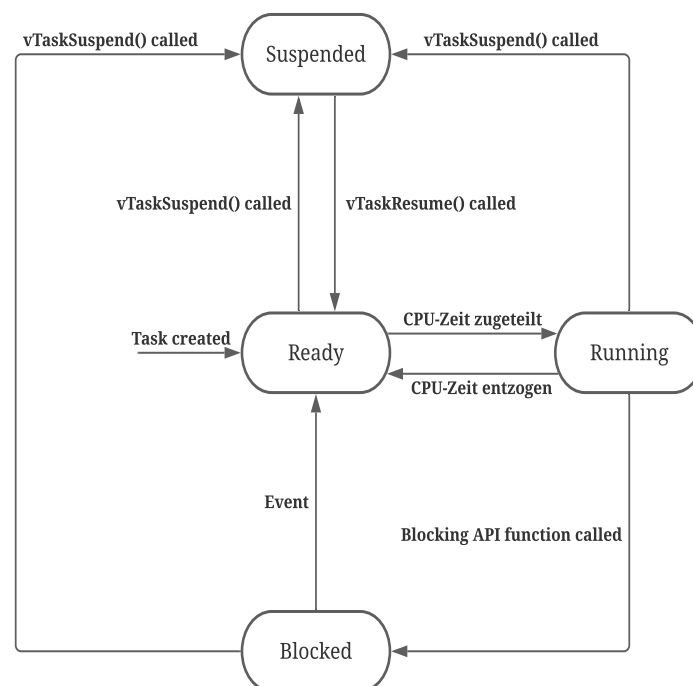 vTaskSuspend() called
vTaskSuspend() called
Suspended
vTaskSuspend() called
vTaskResume() called
Task created
CPU-Zeit zugeteilt
Ready
Running
CPU-Zeit entzogen
Event
Blocking API function called
Blocked